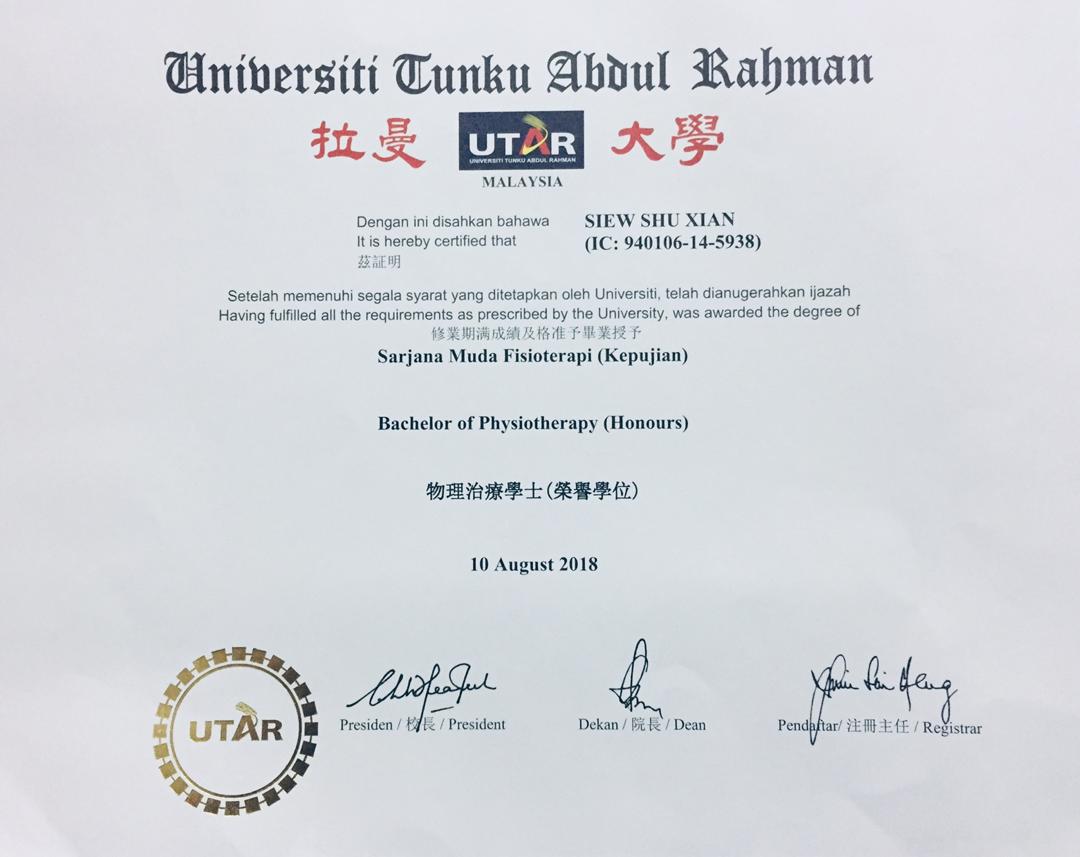 Universiti Tunku Abdul Rahman
拉曼 UTAR 大學
UNIVERSITI TUNKU ABDUL RAHMAN
MALAYSIA
Dengan ini disahkan bahawa SIEW SHU XIAN
It is hereby certified that (IC: 940106-14-5938)
茲証明
Setelah memenuhi segala syarat yang ditetapkan oleh Universiti, telah dianugerahkan ijazah
Having fulfilled all the requirements as prescribed by the University, was awarded the degree of
修業期满成績及格准予畢業授予
Sarjana Muda Fisioterapi (Kepujian)
Bachelor of Physiotherapy (Honours)
物理治療學士(榮譽學位)
10 August 2018
UTAR
Presiden / 校長 / President Dekan / 院長 / Dean Pendaftar/ 注冊主任 / Registrar